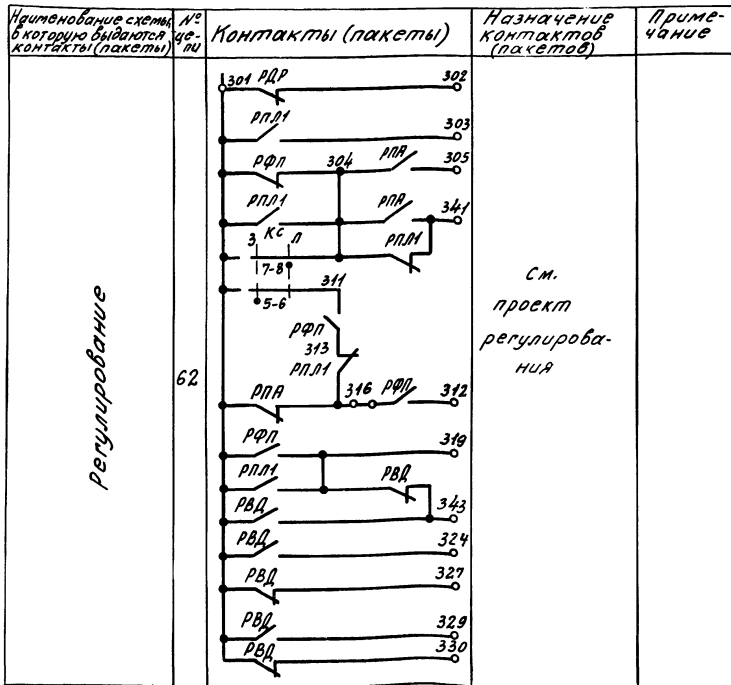 Наименование схемы,
в которую выдаются
контакты (пакеты)
№
це-
пи
Контакты (пакеты)
Назначение
контактов
(пакетов)
Приме-
чание
301 РДР 302
РПЛ1 303
РФП 304 РПА 305
РПЛ1 РПА 341
З КС Л РПЛ1
7-8
311
5-6
РФП
313
РПЛ1
РПА 316 РФП 312
РФП 319
РПЛ1 РВД
РВД 343
РВД 324
РВД 327
РВД 329
РВД 330
Регулирование
62
См.
проект
регулирова-
ния